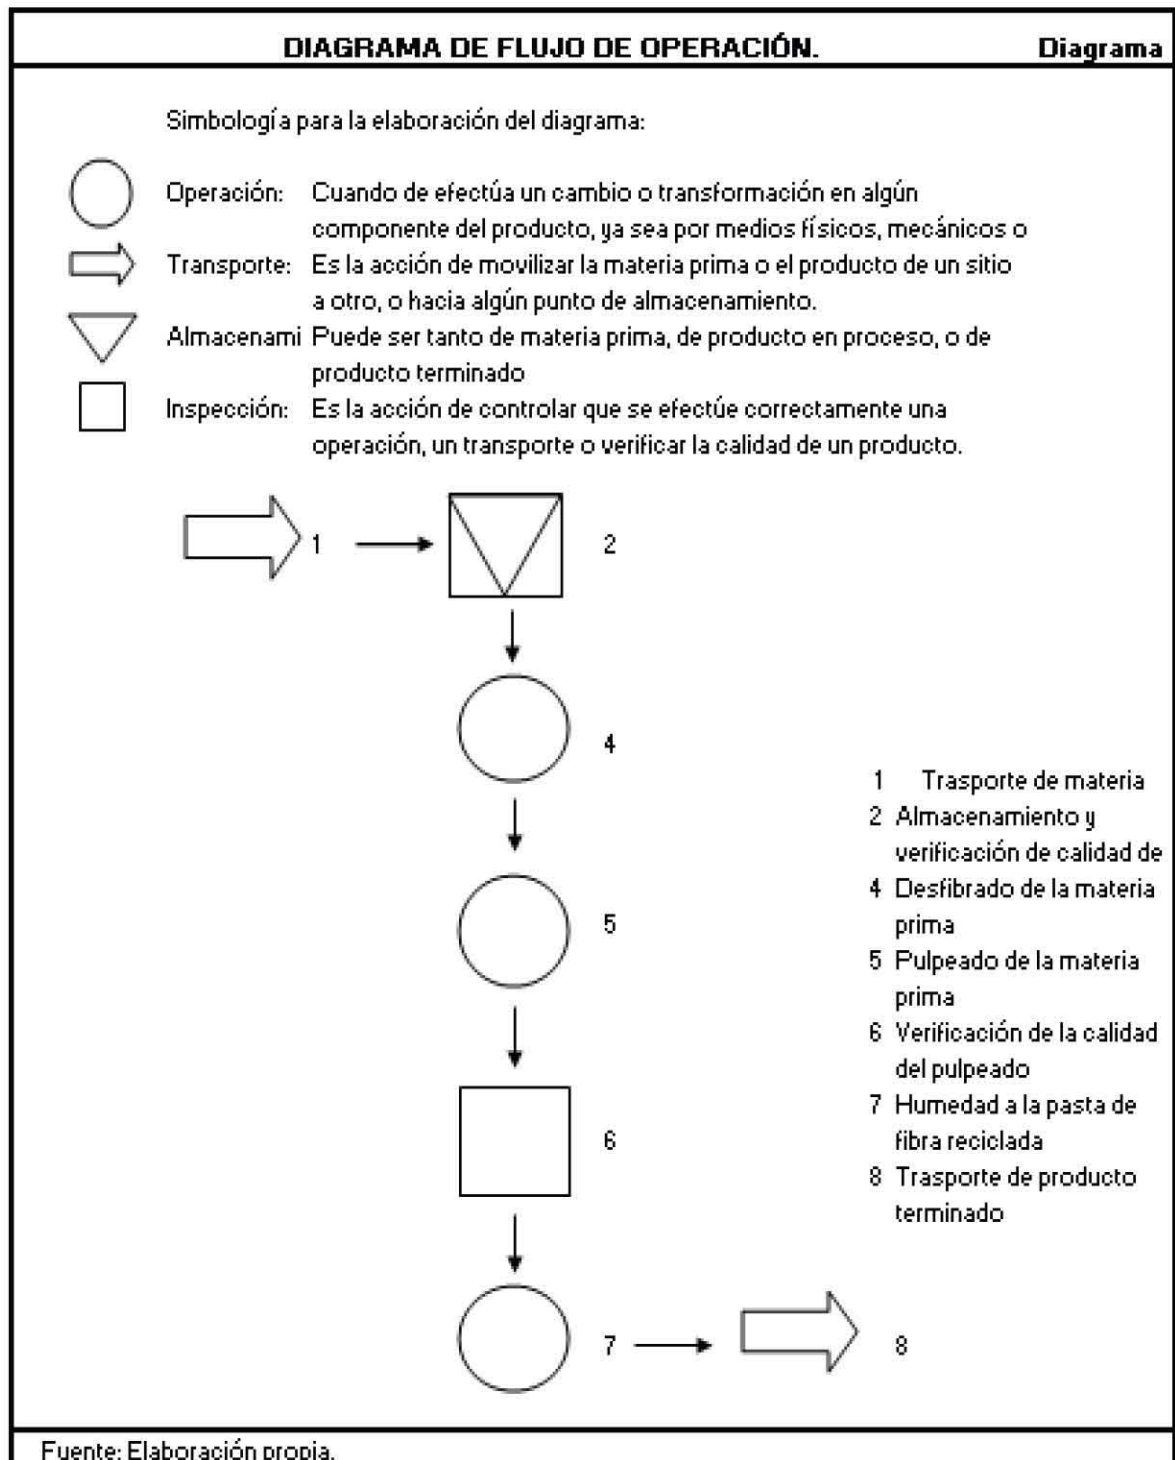 DIAGRAMA DE FLUJO DE OPERACIÓN. Diagrama
Simbología para la elaboración del diagrama:
Operación: Cuando de efectúa un cambio o transformación en algún
componente del producto, ya sea por medios físicos, mecánicos o
Transporte: Es la acción de movilizar la materia prima o el producto de un sitio
a otro, o hacia algún punto de almacenamiento.
Almacenami Puede ser tanto de materia prima, de producto en proceso, o de
producto terminado
Inspección: Es la acción de controlar que se efectúe correctamente una
operación, un transporte o verificar la calidad de un producto.
1
2
4
5
6
7
8
1 Trasporte de materia
2 Almacenamiento y
verificación de calidad de
4 Desfibrado de la materia
prima
5 Pulpeado de la materia
prima
6 Verificación de la calidad
del pulpeado
7 Humedad a la pasta de
fibra reciclada
8 Trasporte de producto
terminado
Fuente: Elaboración propia.